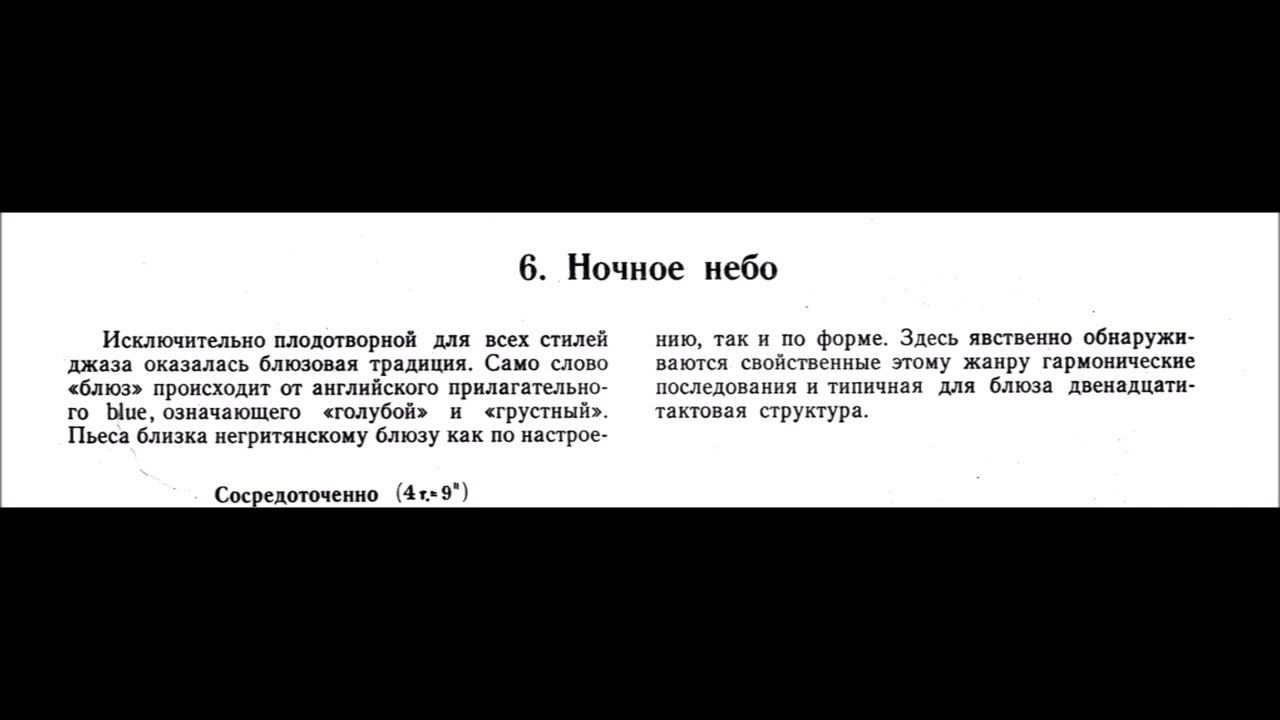 6. Ночное небо
Исключительно плодотворной для всех стилей
джаза оказалась блюзовая традиция. Само слово
«блюз» происходит от английского прилагательно-
го blue, означающего «голубой» и «грустный».
Пьеса близка негритянскому блюзу как по настрое-
нию, так и по форме. Здесь явственно обнаружи-
ваются свойственные этому жанру гармонические
последования и типичная для блюза двенадцати-
тактовая структура.
Сосредоточенно (4 т.= 9")